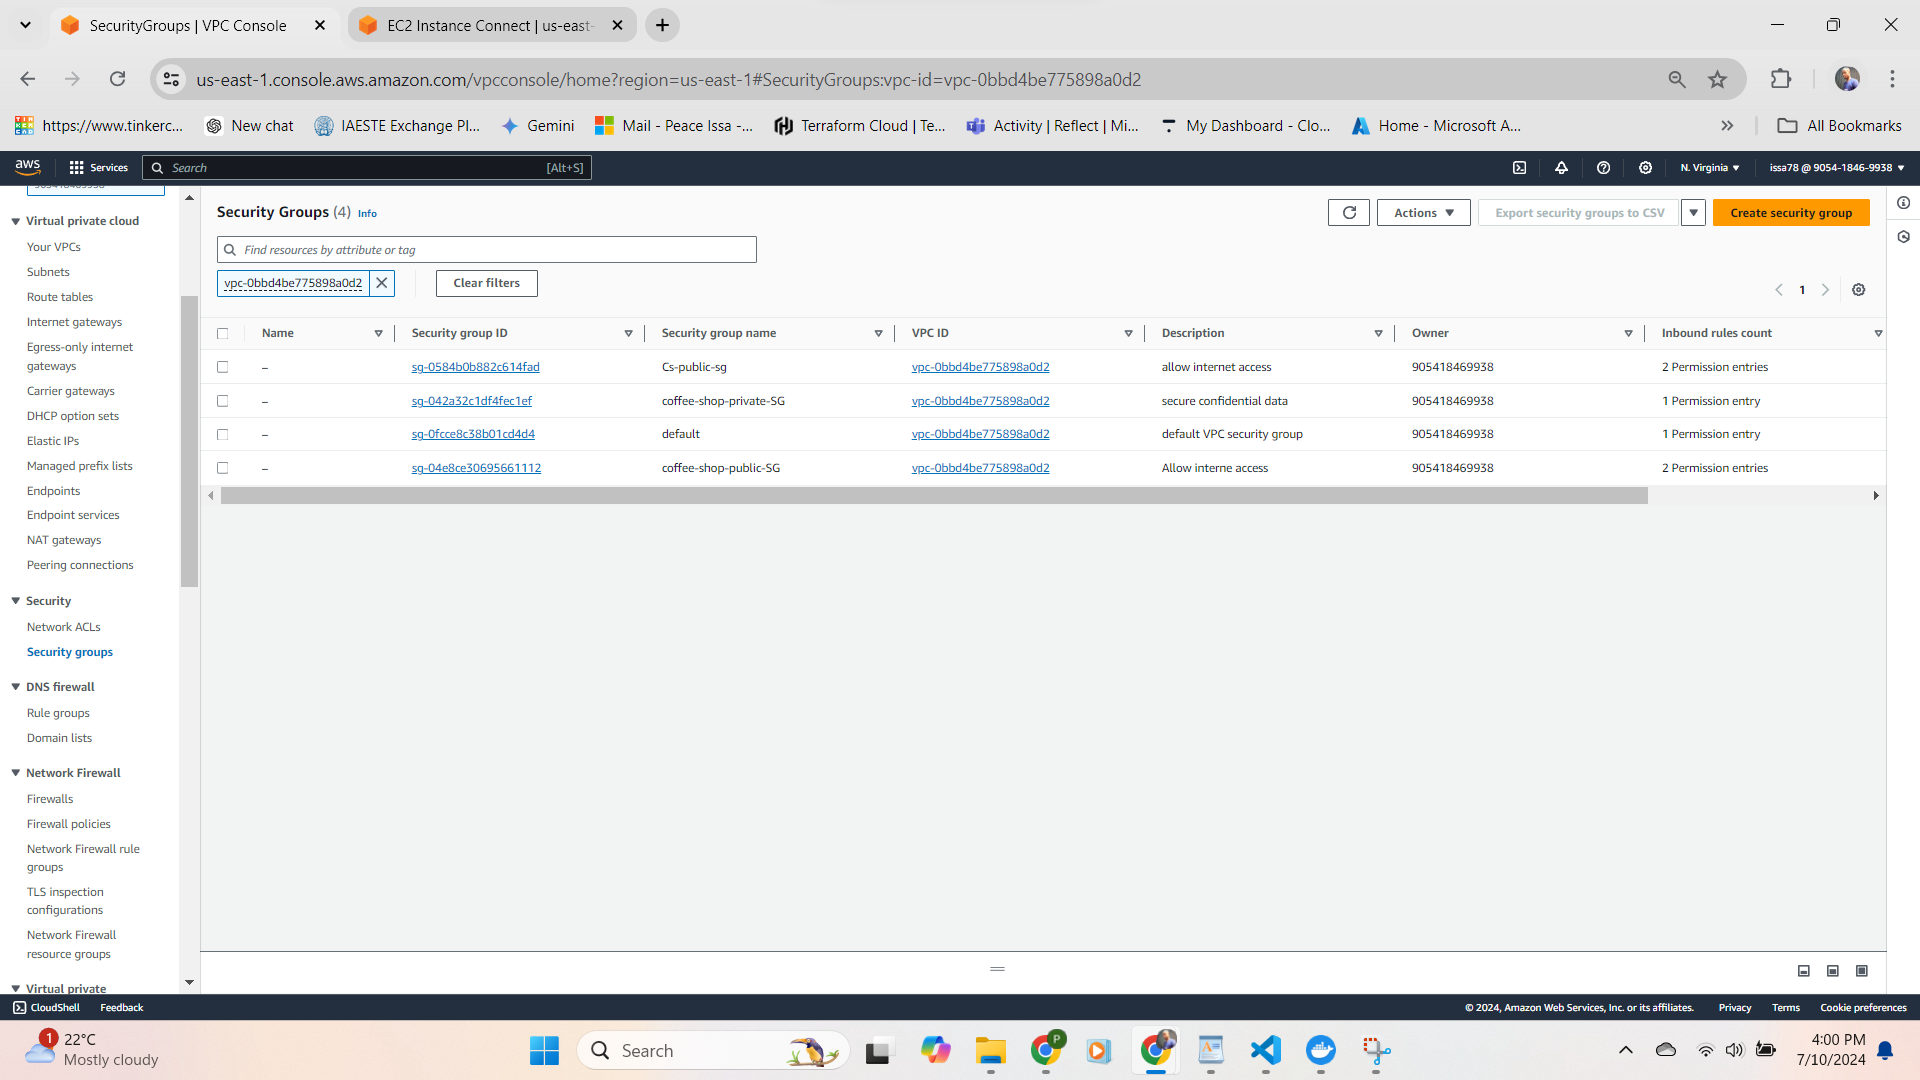 SecurityGroups | VPC Console
EC2 Instance Connect | us-east-
us-east-1.console.aws.amazon.com/vpcconsole/home?region=us-east-1#SecurityGroups:vpc-id=vpc-0bbd4be775898a0d2
https://www.tinkerc...
New chat
IAESTE Exchange Pl...
Gemini
Mail - Peace Issa -...
Terraform Cloud | Te...
Activity | Reflect | Mi...
My Dashboard - Clo...
Home - Microsoft A...
All Bookmarks
aws
Services
Search
[Alt+S]
N. Virginia
issa78 @ 9054-1846-9938
Virtual private cloud
Your VPCs
Subnets
Route tables
Internet gateways
Egress-only internet
gateways
Carrier gateways
DHCP option sets
Elastic IPs
Managed prefix lists
Endpoints
Endpoint services
NAT gateways
Peering connections
Security
Network ACLs
Security groups
DNS firewall
Rule groups
Domain lists
Network Firewall
Firewalls
Firewall policies
Network Firewall rule
groups
TLS inspection
configurations
Network Firewall
resource groups
Virtual private
Security Groups (4) Info
Actions
Export security groups to CSV
Create security group
Find resources by attribute or tag
vpc-0bbd4be775898a0d2
Clear filters
1
Name Security group ID Security group name VPC ID Description Owner Inbound rules count
– sg-0584b0b882c614fad Cs-public-sg vpc-0bbd4be775898a0d2 allow internet access 905418469938 2 Permission entries
– sg-042a32c1df4fec1ef coffee-shop-private-SG vpc-0bbd4be775898a0d2 secure confidential data 905418469938 1 Permission entry
– sg-0fcce8c38b01cd4d4 default vpc-0bbd4be775898a0d2 default VPC security group 905418469938 1 Permission entry
– sg-04e8ce30695661112 coffee-shop-public-SG vpc-0bbd4be775898a0d2 Allow interne access 905418469938 2 Permission entries
CloudShell
Feedback
© 2024, Amazon Web Services, Inc. or its affiliates.
Privacy
Terms
Cookie preferences
1
22°C
Mostly cloudy
Search
P
4:00 PM
7/10/2024